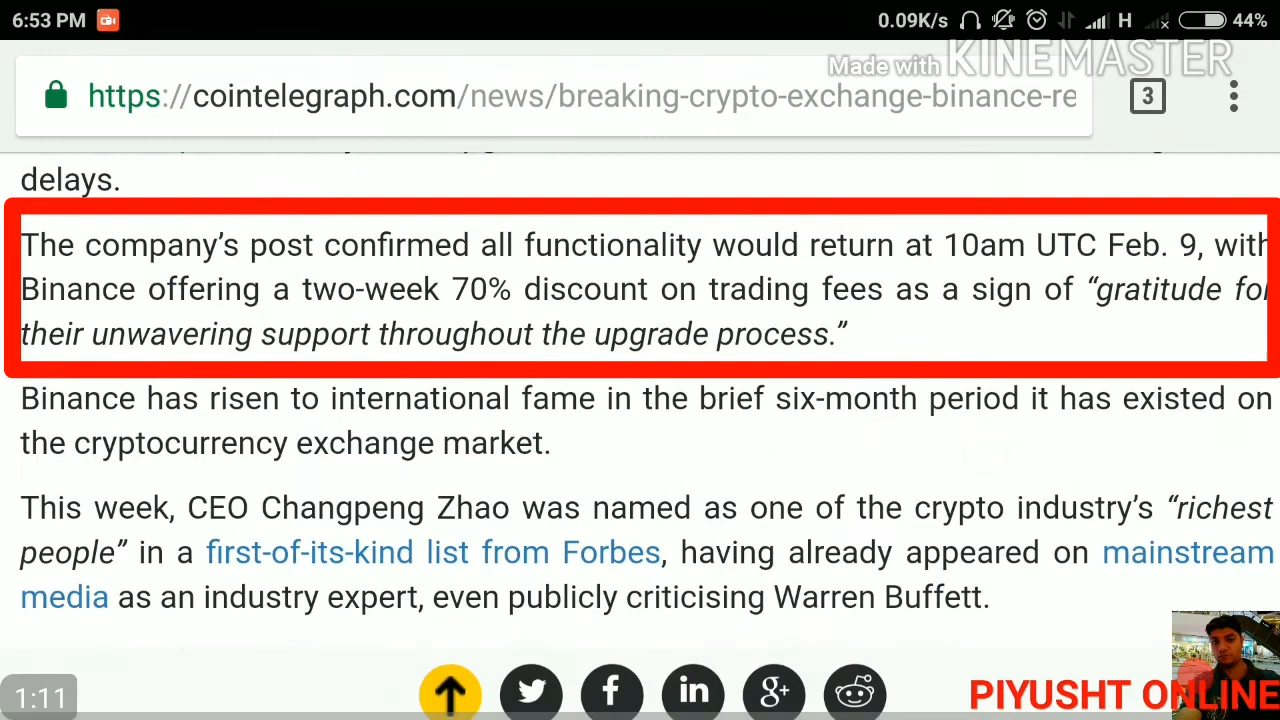 6:53 PM
0.09K/s
H
44%
Made with KINEMASTER
https://cointelegraph.com/news/breaking-crypto-exchange-binance-re
3
delays.
The company’s post confirmed all functionality would return at 10am UTC Feb. 9, with
Binance offering a two-week 70% discount on trading fees as a sign of “gratitude for
their unwavering support throughout the upgrade process.”
Binance has risen to international fame in the brief six-month period it has existed on
the cryptocurrency exchange market.
This week, CEO Changpeng Zhao was named as one of the crypto industry’s “richest
people” in a first-of-its-kind list from Forbes, having already appeared on mainstream
media as an industry expert, even publicly criticising Warren Buffett.
1:11
f
in
g+
PIYUSHT ONLINE